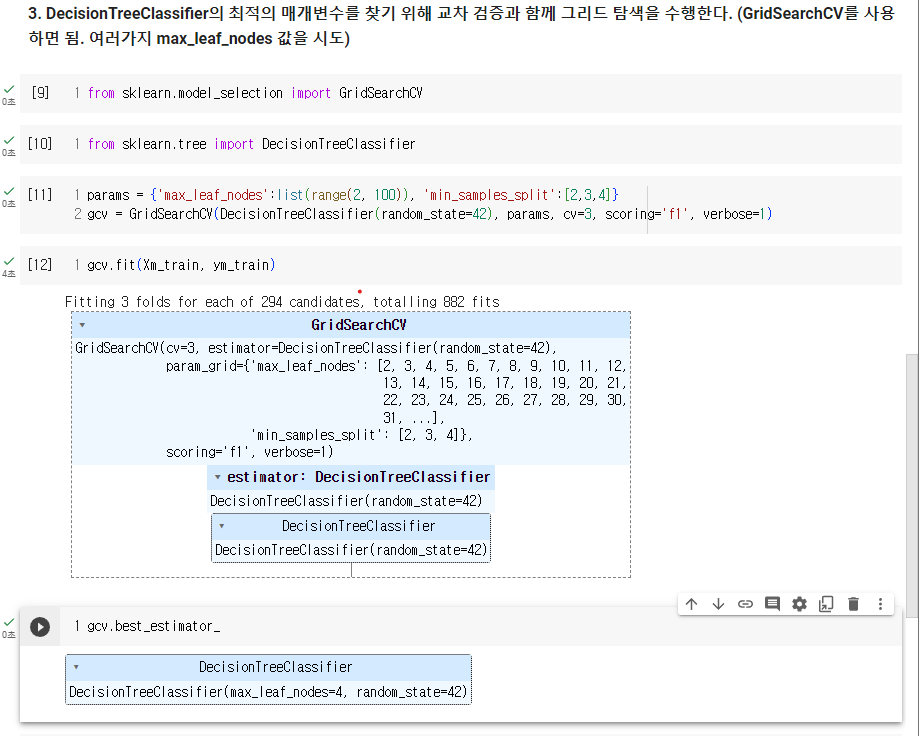 3. DecisionTreeClassifier의 최적의 매개변수를 찾기 위해 교차 검증과 함께 그리드 탐색을 수행한다. (GridSearchCV를 사용
하면 됨. 여러가지 max_leaf_nodes 값을 시도)
0초 [9] 1 from sklearn.model_selection import GridSearchCV
0초 [10] 1 from sklearn.tree import DecisionTreeClassifier
0초 [11] 1 params = {'max_leaf_nodes':list(range(2, 100)), 'min_samples_split':[2,3,4]}
2 gcv = GridSearchCV(DecisionTreeClassifier(random_state=42), params, cv=3, scoring='f1', verbose=1)
4초 [12] 1 gcv.fit(Xm_train, ym_train)
Fitting 3 folds for each of 294 candidates, totalling 882 fits
GridSearchCV
GridSearchCV(cv=3, estimator=DecisionTreeClassifier(random_state=42),
param_grid={'max_leaf_nodes': [2, 3, 4, 5, 6, 7, 8, 9, 10, 11, 12,
13, 14, 15, 16, 17, 18, 19, 20, 21,
22, 23, 24, 25, 26, 27, 28, 29, 30,
31, ...],
'min_samples_split': [2, 3, 4]},
scoring='f1', verbose=1)
estimator: DecisionTreeClassifier
DecisionTreeClassifier(random_state=42)
DecisionTreeClassifier
DecisionTreeClassifier(random_state=42)
0초 1 gcv.best_estimator_
DecisionTreeClassifier
DecisionTreeClassifier(max_leaf_nodes=4, random_state=42)